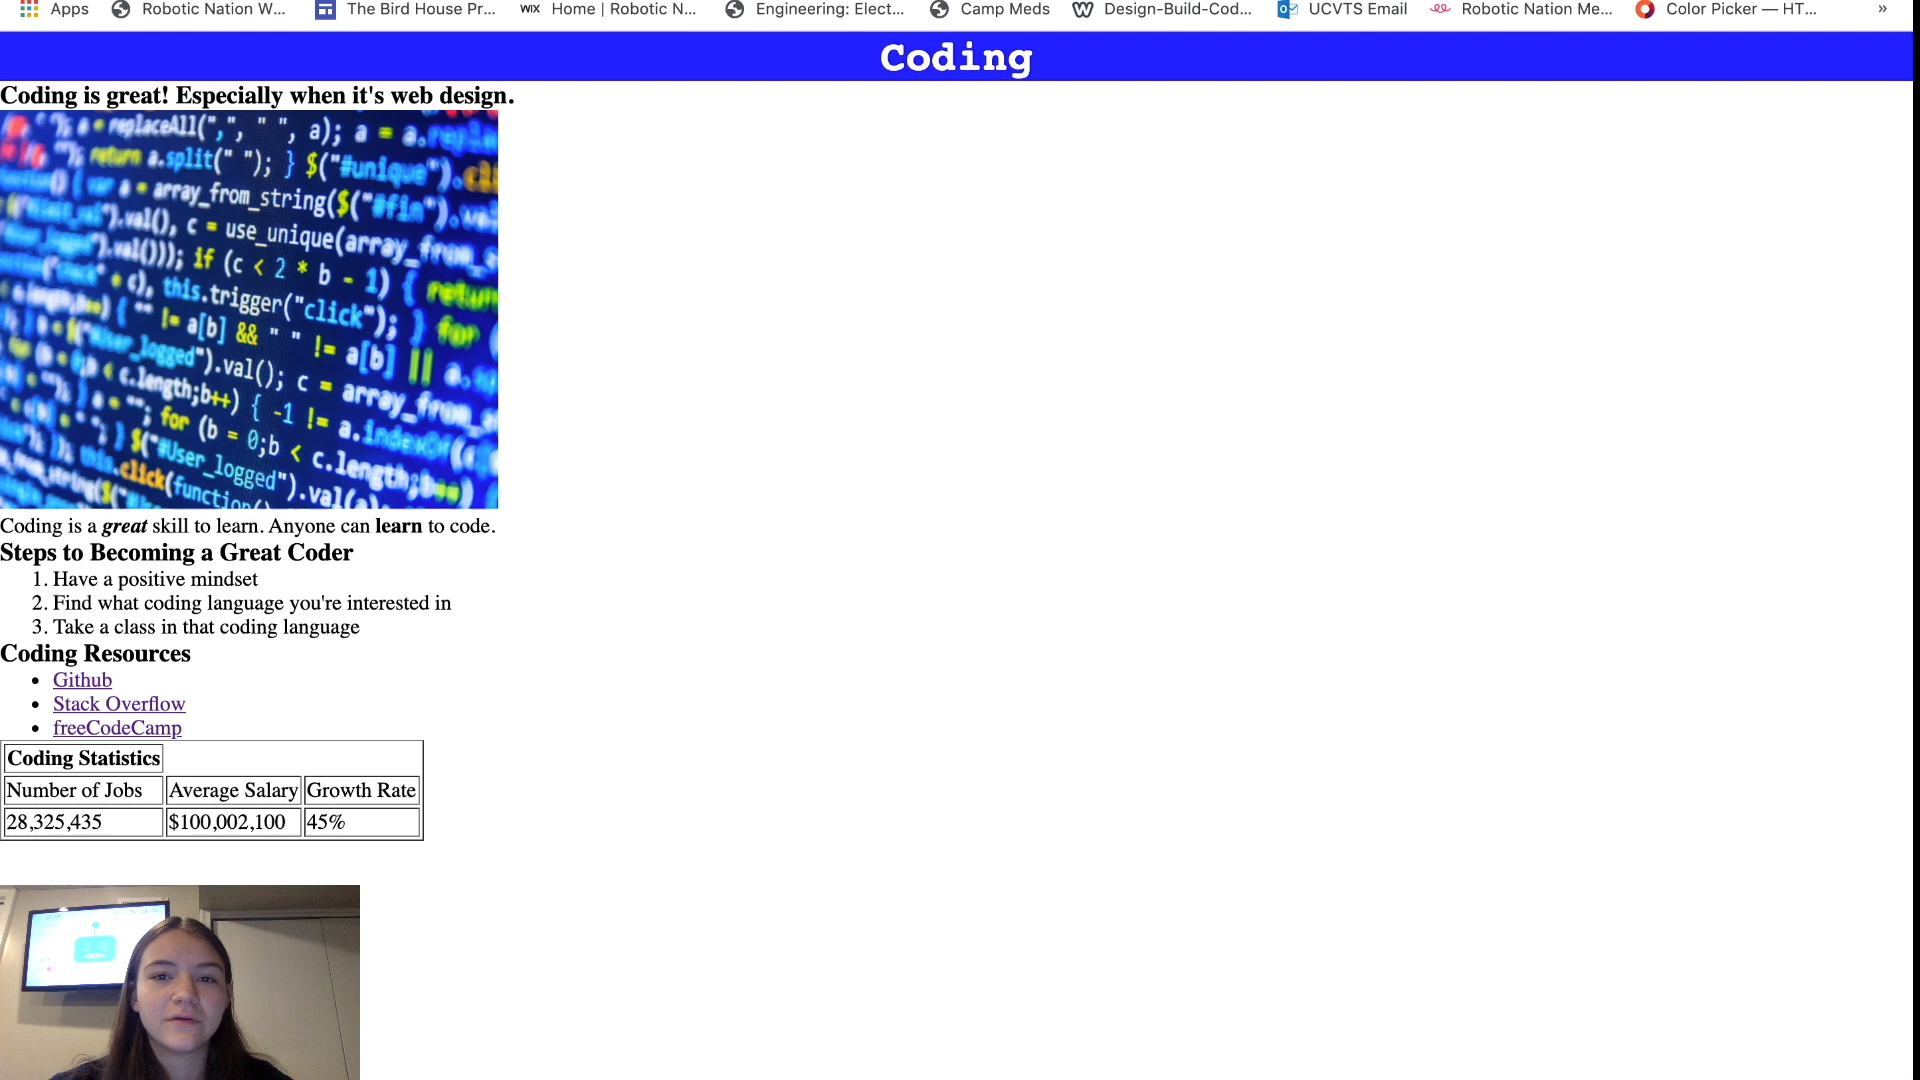 Apps Robotic Nation W... The Bird House Pr... WIX Home | Robotic N... Engineering: Elect... Camp Meds Design-Build-Cod... UCVTS Email Robotic Nation Me... Color Picker — HT... »
Coding
Coding is great! Especially when it's web design.
a = replaceAll(",", " ", a); a =
return a.split(" "); } $("#unique")
a = array_from_string($("#fin").
.val(), c = use_unique(array_from_
.val())); if (c < 2 * b - 1) { return
this.trigger("click"); } for
"" != a[b] && " " != a[b] ||
_logged").val(); c = array_from_
c.length;b++) { -1 != a.indexOf(
for (b = 0;b < c.length;b++)
$("#User_logged").val(a)
this.click(function()
Coding is a great skill to learn. Anyone can learn to code.
Steps to Becoming a Great Coder
1. Have a positive mindset
2. Find what coding language you're interested in
3. Take a class in that coding language
Coding Resources
• Github
• Stack Overflow
• freeCodeCamp
Coding Statistics
Number of Jobs Average Salary Growth Rate
28,325,435 $100,002,100 45%